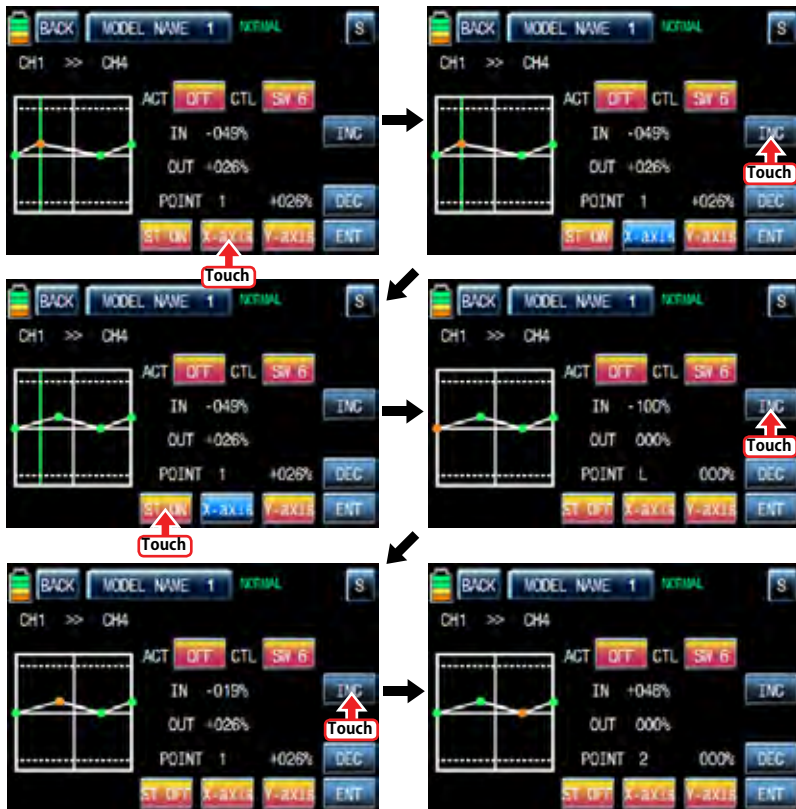 BACK MODEL NAME 1 NORMAL S
CH1 >> CH4
ACT OFF CTL SW 6
IN -049% INC
OUT +026%
POINT 1 +026% DEC
ST ON X-axis Y-axis ENT
Touch
BACK MODEL NAME 1 NORMAL S
CH1 >> CH4
ACT OFF CTL SW 6
IN -049% INC
Touch
OUT +026%
POINT 1 +026% DEC
ST ON X-axis Y-axis ENT
BACK MODEL NAME 1 NORMAL S
CH1 >> CH4
ACT OFF CTL SW 6
IN -049% INC
OUT +026%
POINT 1 +026% DEC
ST ON X-axis Y-axis ENT
Touch
BACK MODEL NAME 1 NORMAL S
CH1 >> CH4
ACT OFF CTL SW 6
IN -100% INC
Touch
OUT 000%
POINT L 000% DEC
ST OFF X-axis Y-axis ENT
BACK MODEL NAME 1 NORMAL S
CH1 >> CH4
ACT OFF CTL SW 6
IN -019% INC
Touch
OUT +026%
POINT 1 +026% DEC
ST OFF X-axis Y-axis ENT
BACK MODEL NAME 1 NORMAL S
CH1 >> CH4
ACT OFF CTL SW 6
IN +048% INC
OUT 000%
POINT 2 000% DEC
ST OFF X-axis Y-axis ENT